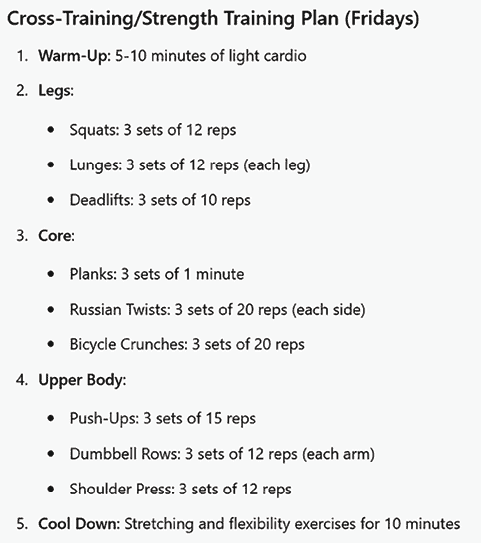 Cross-Training/Strength Training Plan (Fridays)
1. Warm-Up: 5-10 minutes of light cardio
2. Legs:
• Squats: 3 sets of 12 reps
• Lunges: 3 sets of 12 reps (each leg)
• Deadlifts: 3 sets of 10 reps
3. Core:
• Planks: 3 sets of 1 minute
• Russian Twists: 3 sets of 20 reps (each side)
• Bicycle Crunches: 3 sets of 20 reps
4. Upper Body:
• Push-Ups: 3 sets of 15 reps
• Dumbbell Rows: 3 sets of 12 reps (each arm)
• Shoulder Press: 3 sets of 12 reps
5. Cool Down: Stretching and flexibility exercises for 10 minutes